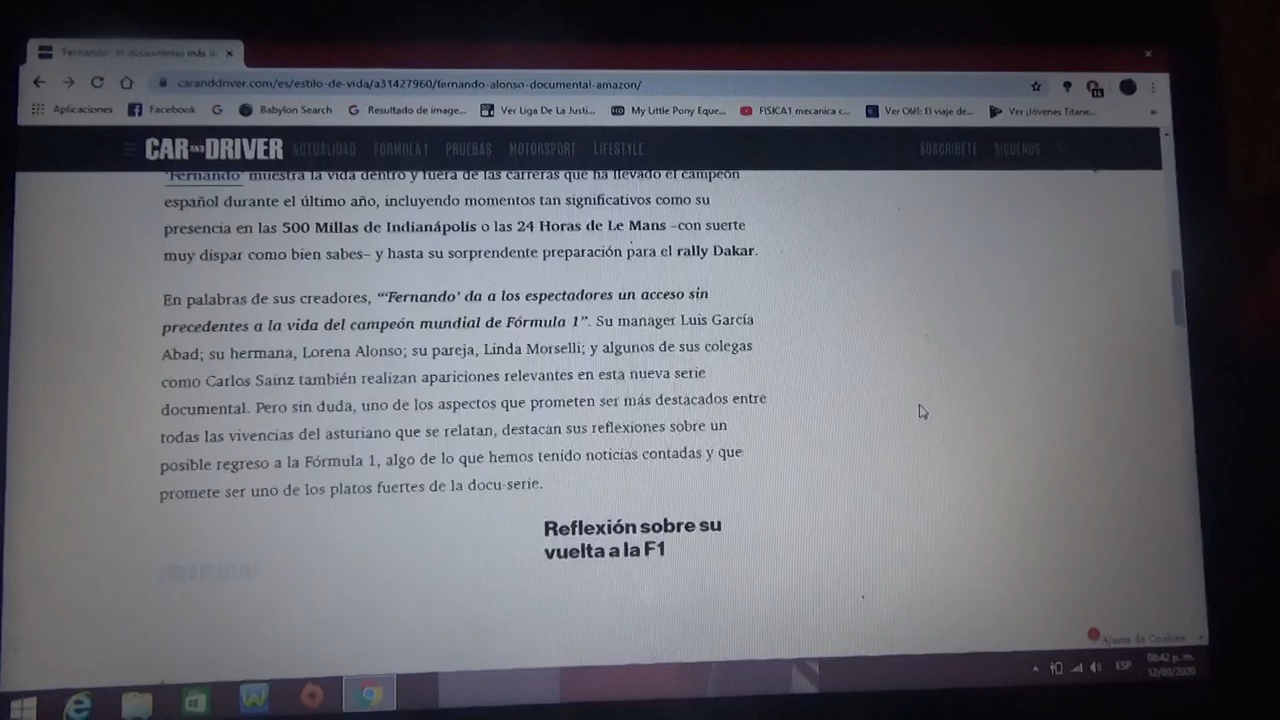 'Fernando', el documental más
caranddriver.com/es/estilo-de-vida/a31427960/fernando-alonso-documental-amazon/
Aplicaciones Facebook Babylon Search Resultado de image... Ver Liga De La Justi... My Little Pony Eque... FISICA1 mecanica c... Ver Olé!: El viaje de... Ver Jóvenes Titane...
CAR AND DRIVER ACTUALIDAD FÓRMULA 1 PRUEBAS MOTORSPORT LIFESTYLE SUSCRÍBETE SÍGUENOS
'Fernando' muestra la vida dentro y fuera de las carreras que ha llevado el campeón
español durante el último año, incluyendo momentos tan significativos como su
presencia en las 500 Millas de Indianápolis o las 24 Horas de Le Mans –con suerte
muy dispar como bien sabes– y hasta su sorprendente preparación para el rally Dakar.
En palabras de sus creadores, "'Fernando' da a los espectadores un acceso sin
precedentes a la vida del campeón mundial de Fórmula 1". Su manager Luis García
Abad; su hermana, Lorena Alonso; su pareja, Linda Morselli; y algunos de sus colegas
como Carlos Sainz también realizan apariciones relevantes en esta nueva serie
documental. Pero sin duda, uno de los aspectos que prometen ser más destacados entre
todas las vivencias del asturiano que se relatan, destacan sus reflexiones sobre un
posible regreso a la Fórmula 1, algo de lo que hemos tenido noticias contadas y que
promete ser uno de los platos fuertes de la docu-serie.
Reflexión sobre su
vuelta a la F1
Ajuste de Cookies
ESP
08:42 p. m.
12/03/2020